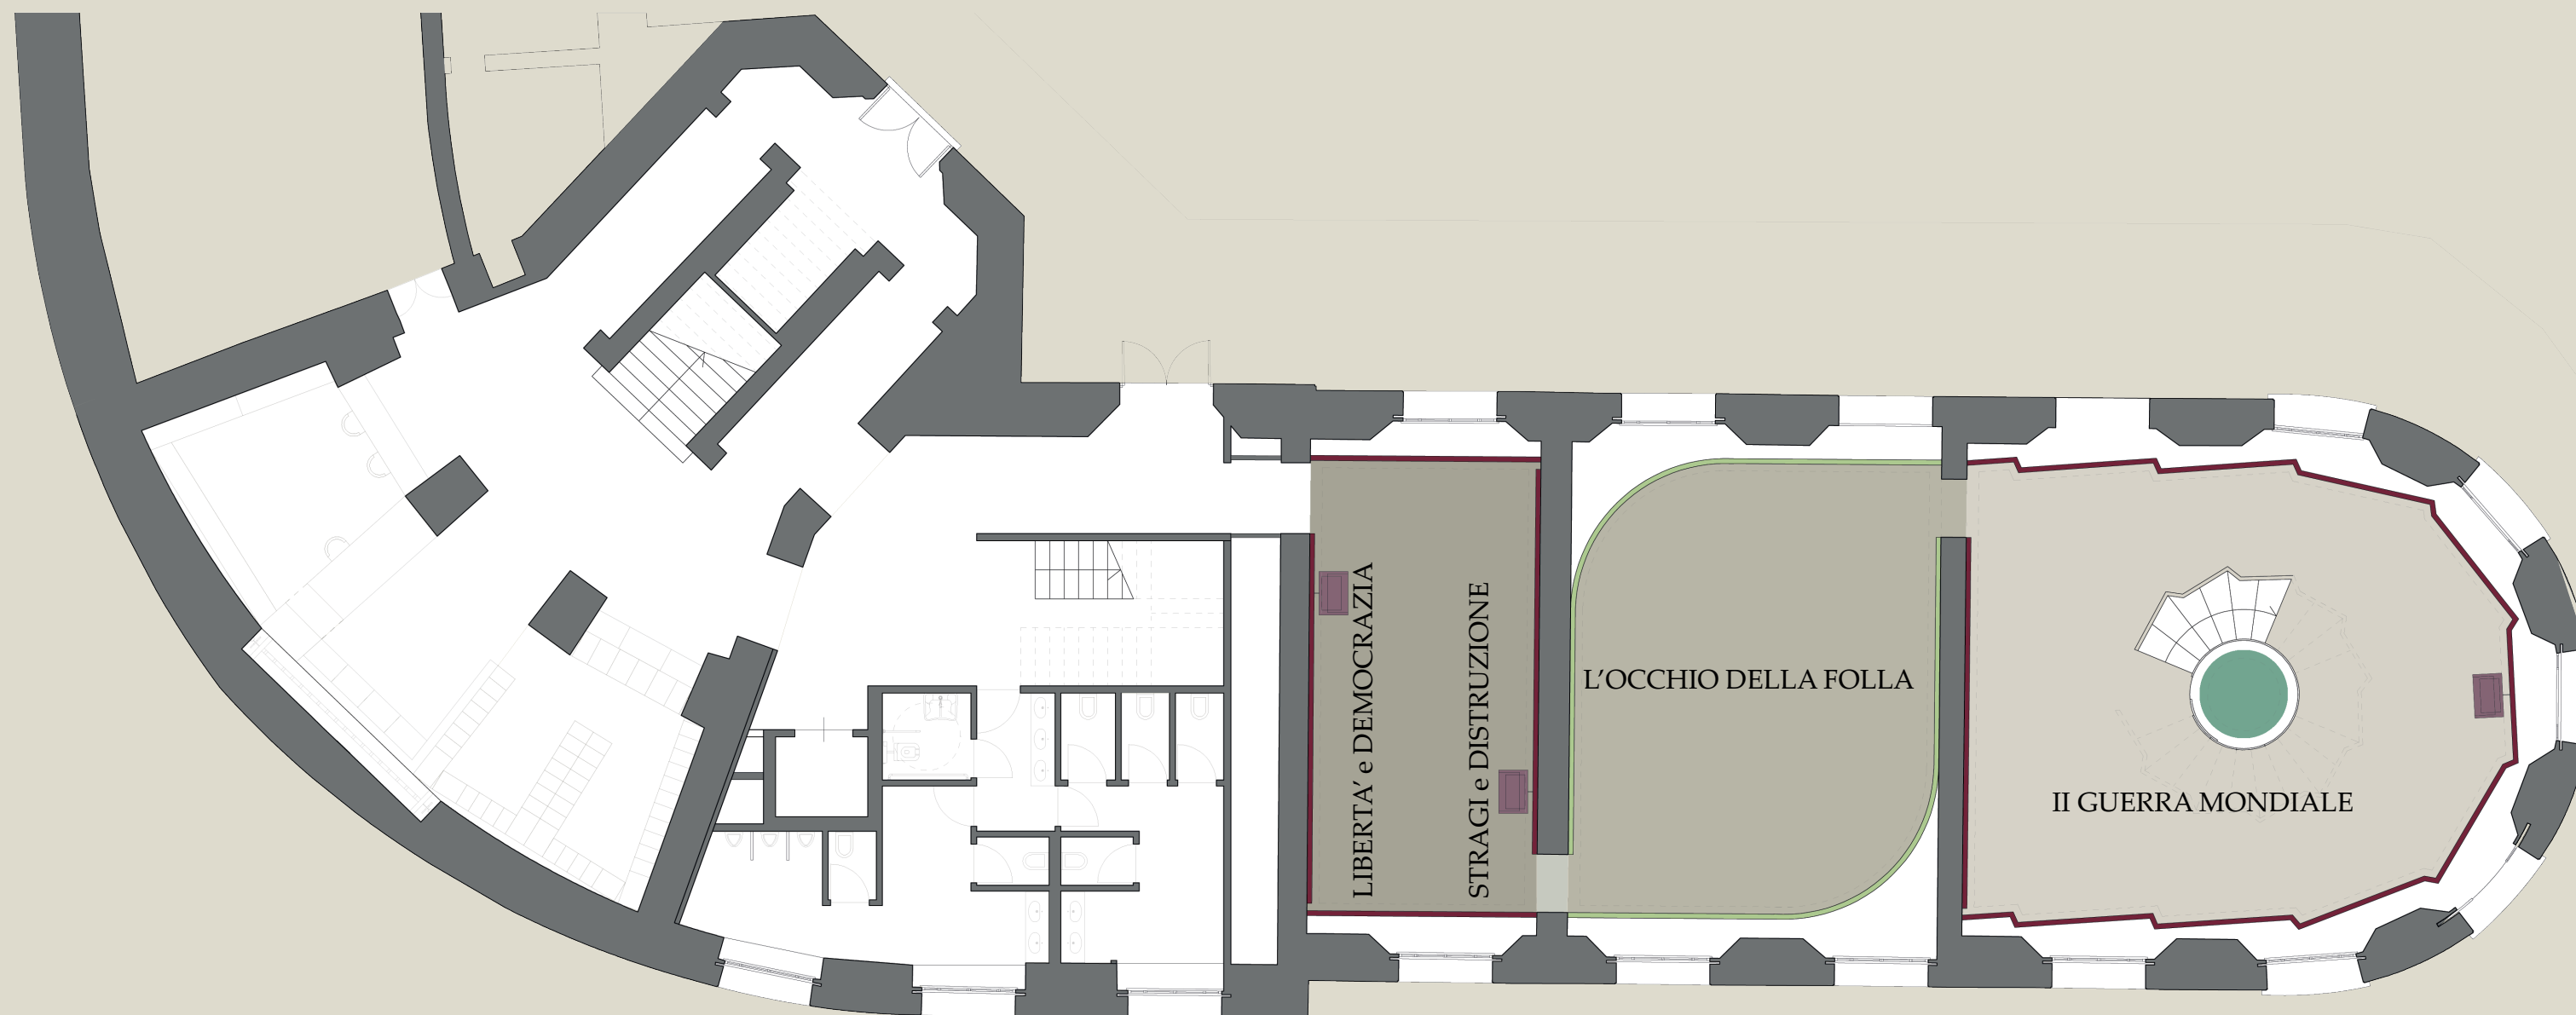 LIBERTA' e DEMOCRAZIA
STRAGI e DISTRUZIONE
L'OCCHIO DELLA FOLLA
II GUERRA MONDIALE